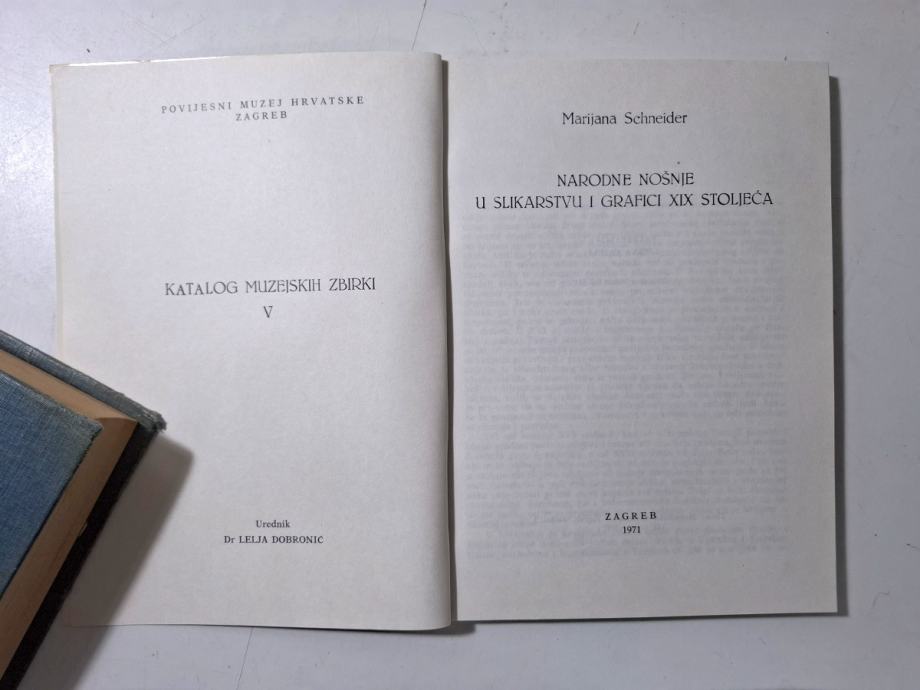 POVIJESNI MUZEJ HRVATSKE
ZAGREB
KATALOG MUZEJSKIH ZBIRKI
V
Urednik
Dr LELJA DOBRONIĆ
Marijana Schneider
NARODNE NOŠNJE
U SLIKARSTVU I GRAFICI XIX STOLJEĆA
ZAGREB
1971